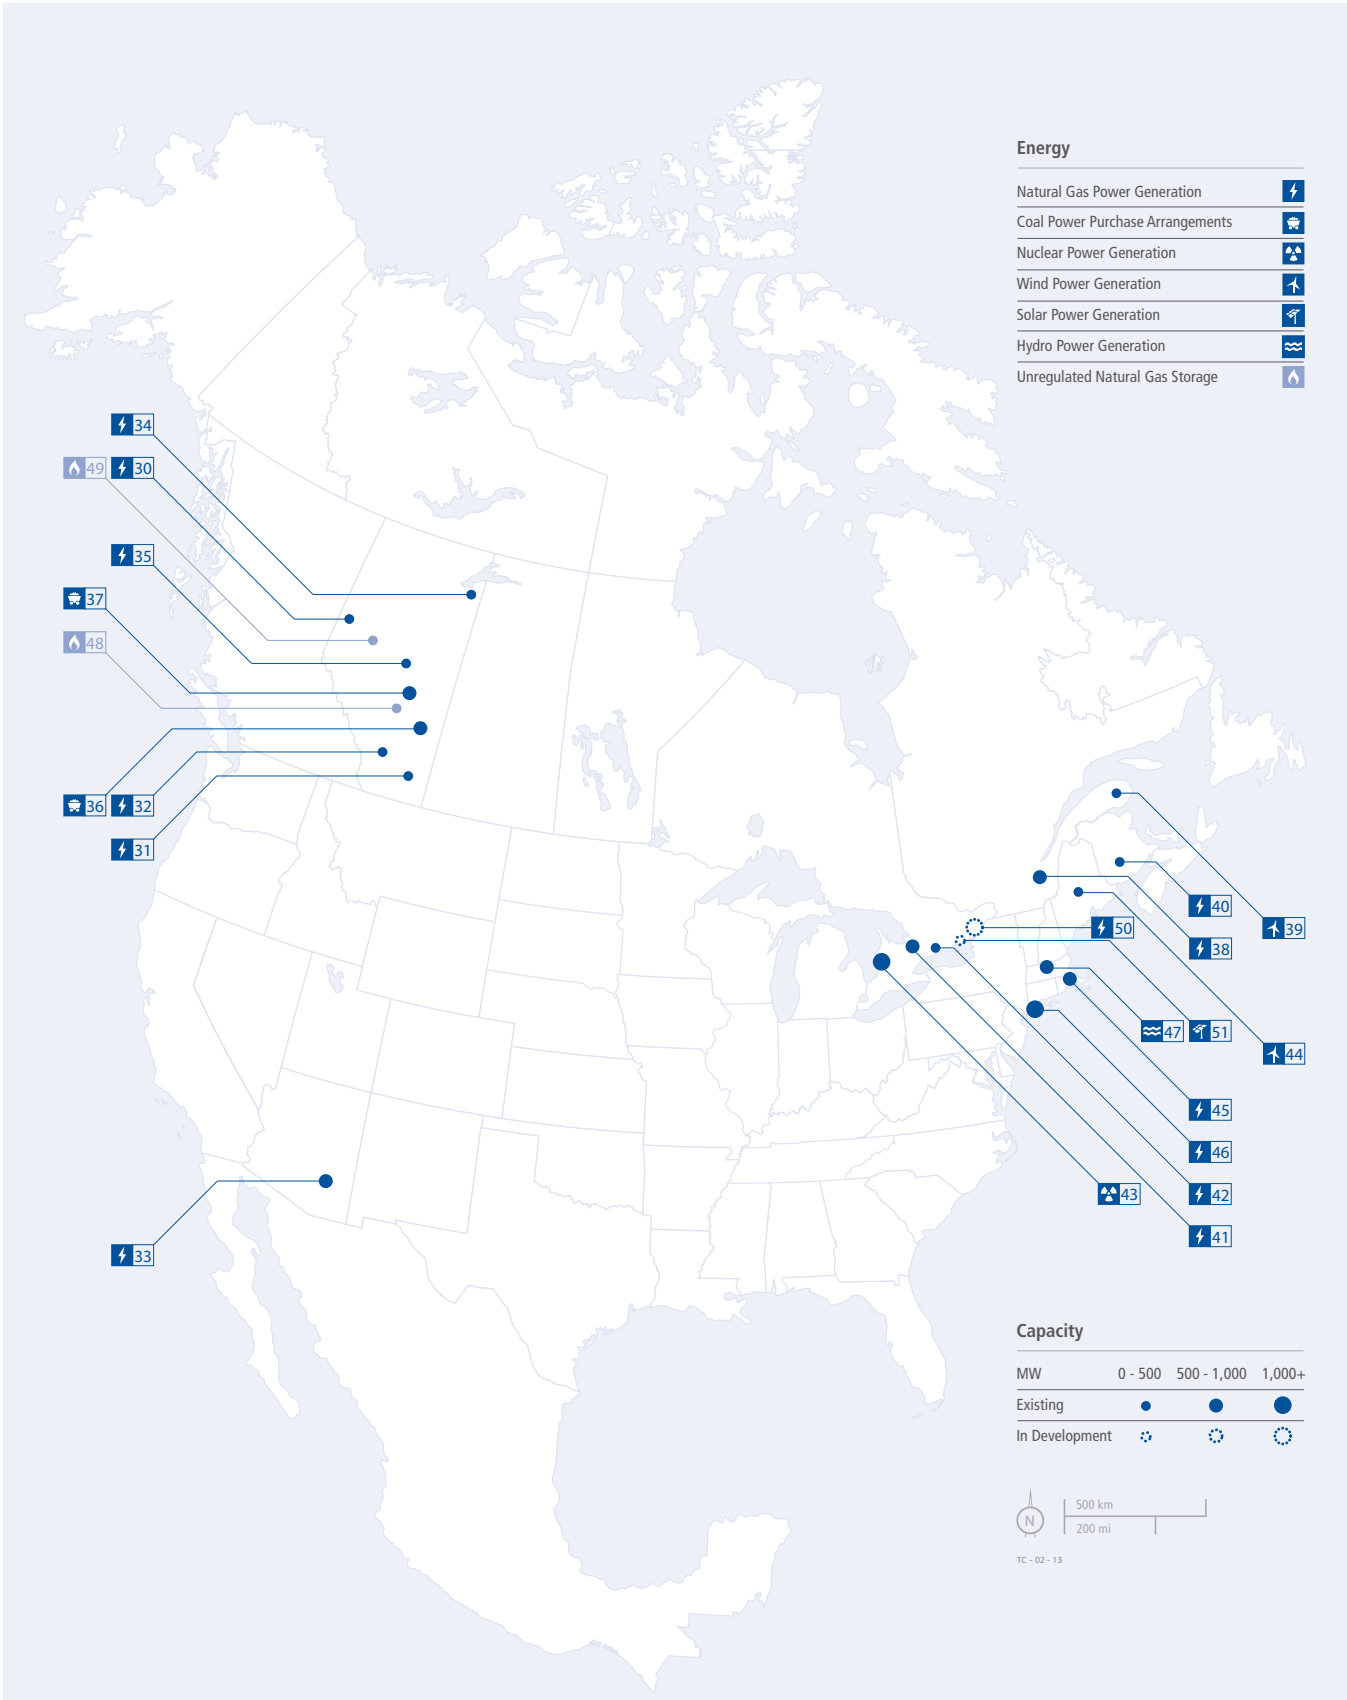 Energy
Natural Gas Power Generation
Coal Power Purchase Arrangements
Nuclear Power Generation
Wind Power Generation
Solar Power Generation
Hydro Power Generation
Unregulated Natural Gas Storage
34
49 30
35
37
48
36 32
31
33
40
50 39
38
47 51
44
45
46
43 42
41
Capacity
MW 0 - 500 500 - 1,000 1,000+
Existing
In Development
500 km
N
200 mi
TC - 02 - 13